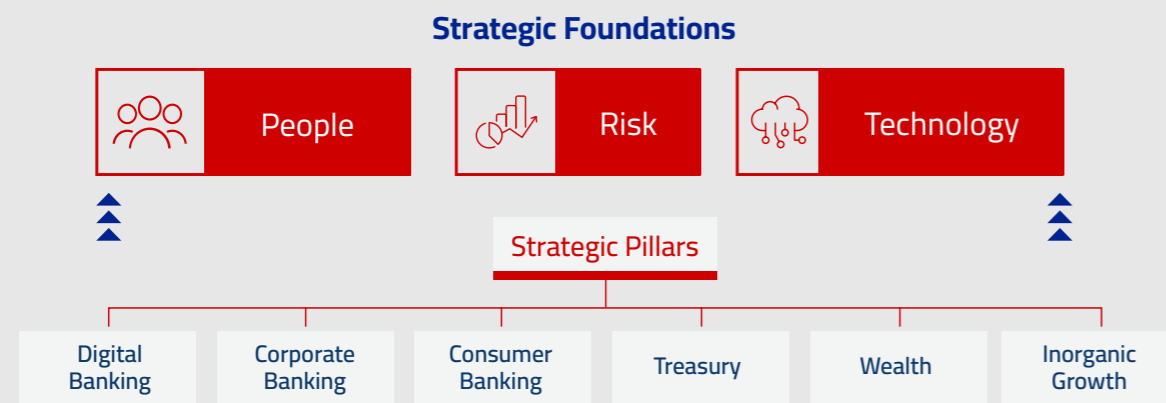 Strategic Foundations
People
Risk
Technology
Strategic Pillars
Digital
Banking
Corporate
Banking
Consumer
Banking
Treasury
Wealth
Inorganic
Growth